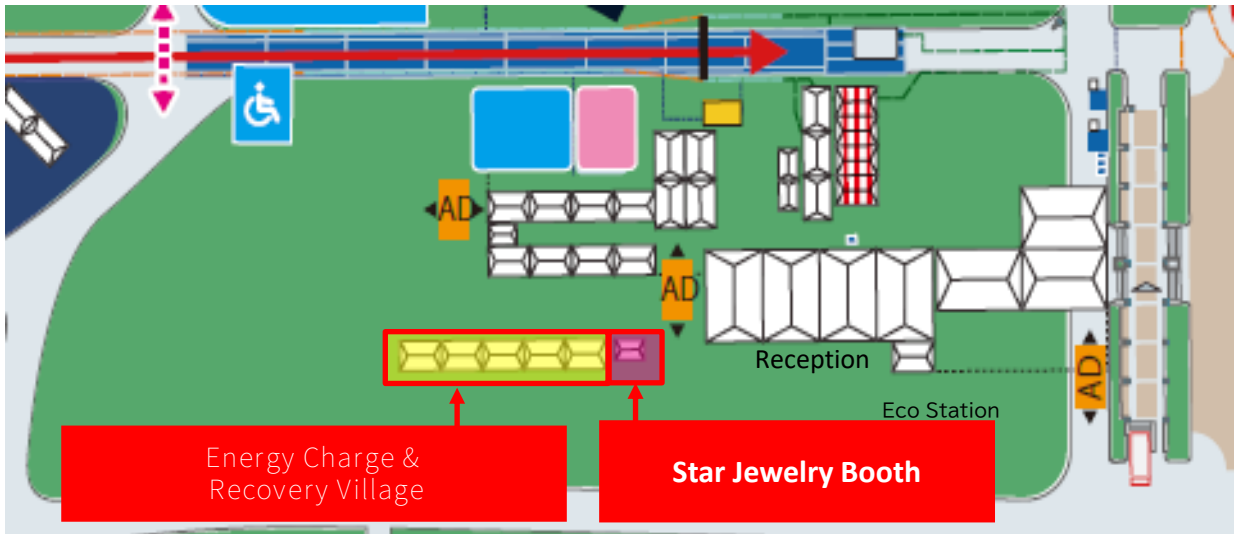 AD
AD
Reception
AD
Eco Station
Energy Charge &
Recovery Village
Star Jewelry Booth